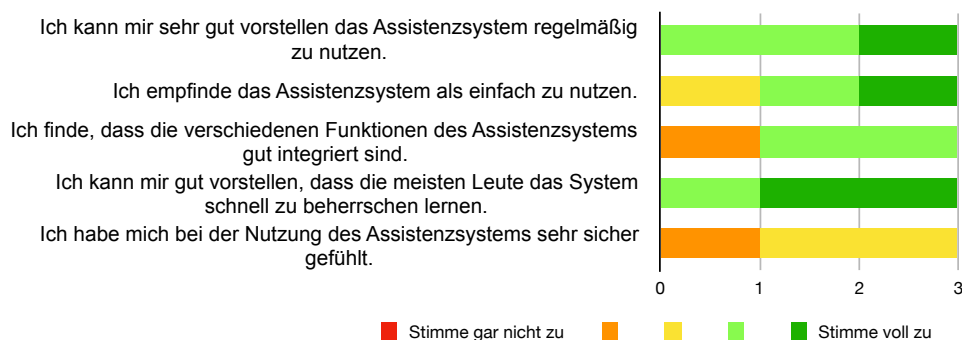 Ich kann mir sehr gut vorstellen das Assistenzsystem regelmäßig
zu nutzen.
Ich empfinde das Assistenzsystem als einfach zu nutzen.
Ich finde, dass die verschiedenen Funktionen des Assistenzsystems
gut integriert sind.
Ich kann mir gut vorstellen, dass die meisten Leute das System
schnell zu beherrschen lernen.
Ich habe mich bei der Nutzung des Assistenzsystems sehr sicher
gefühlt.
0 1 2 3
Stimme gar nicht zu Stimme voll zu